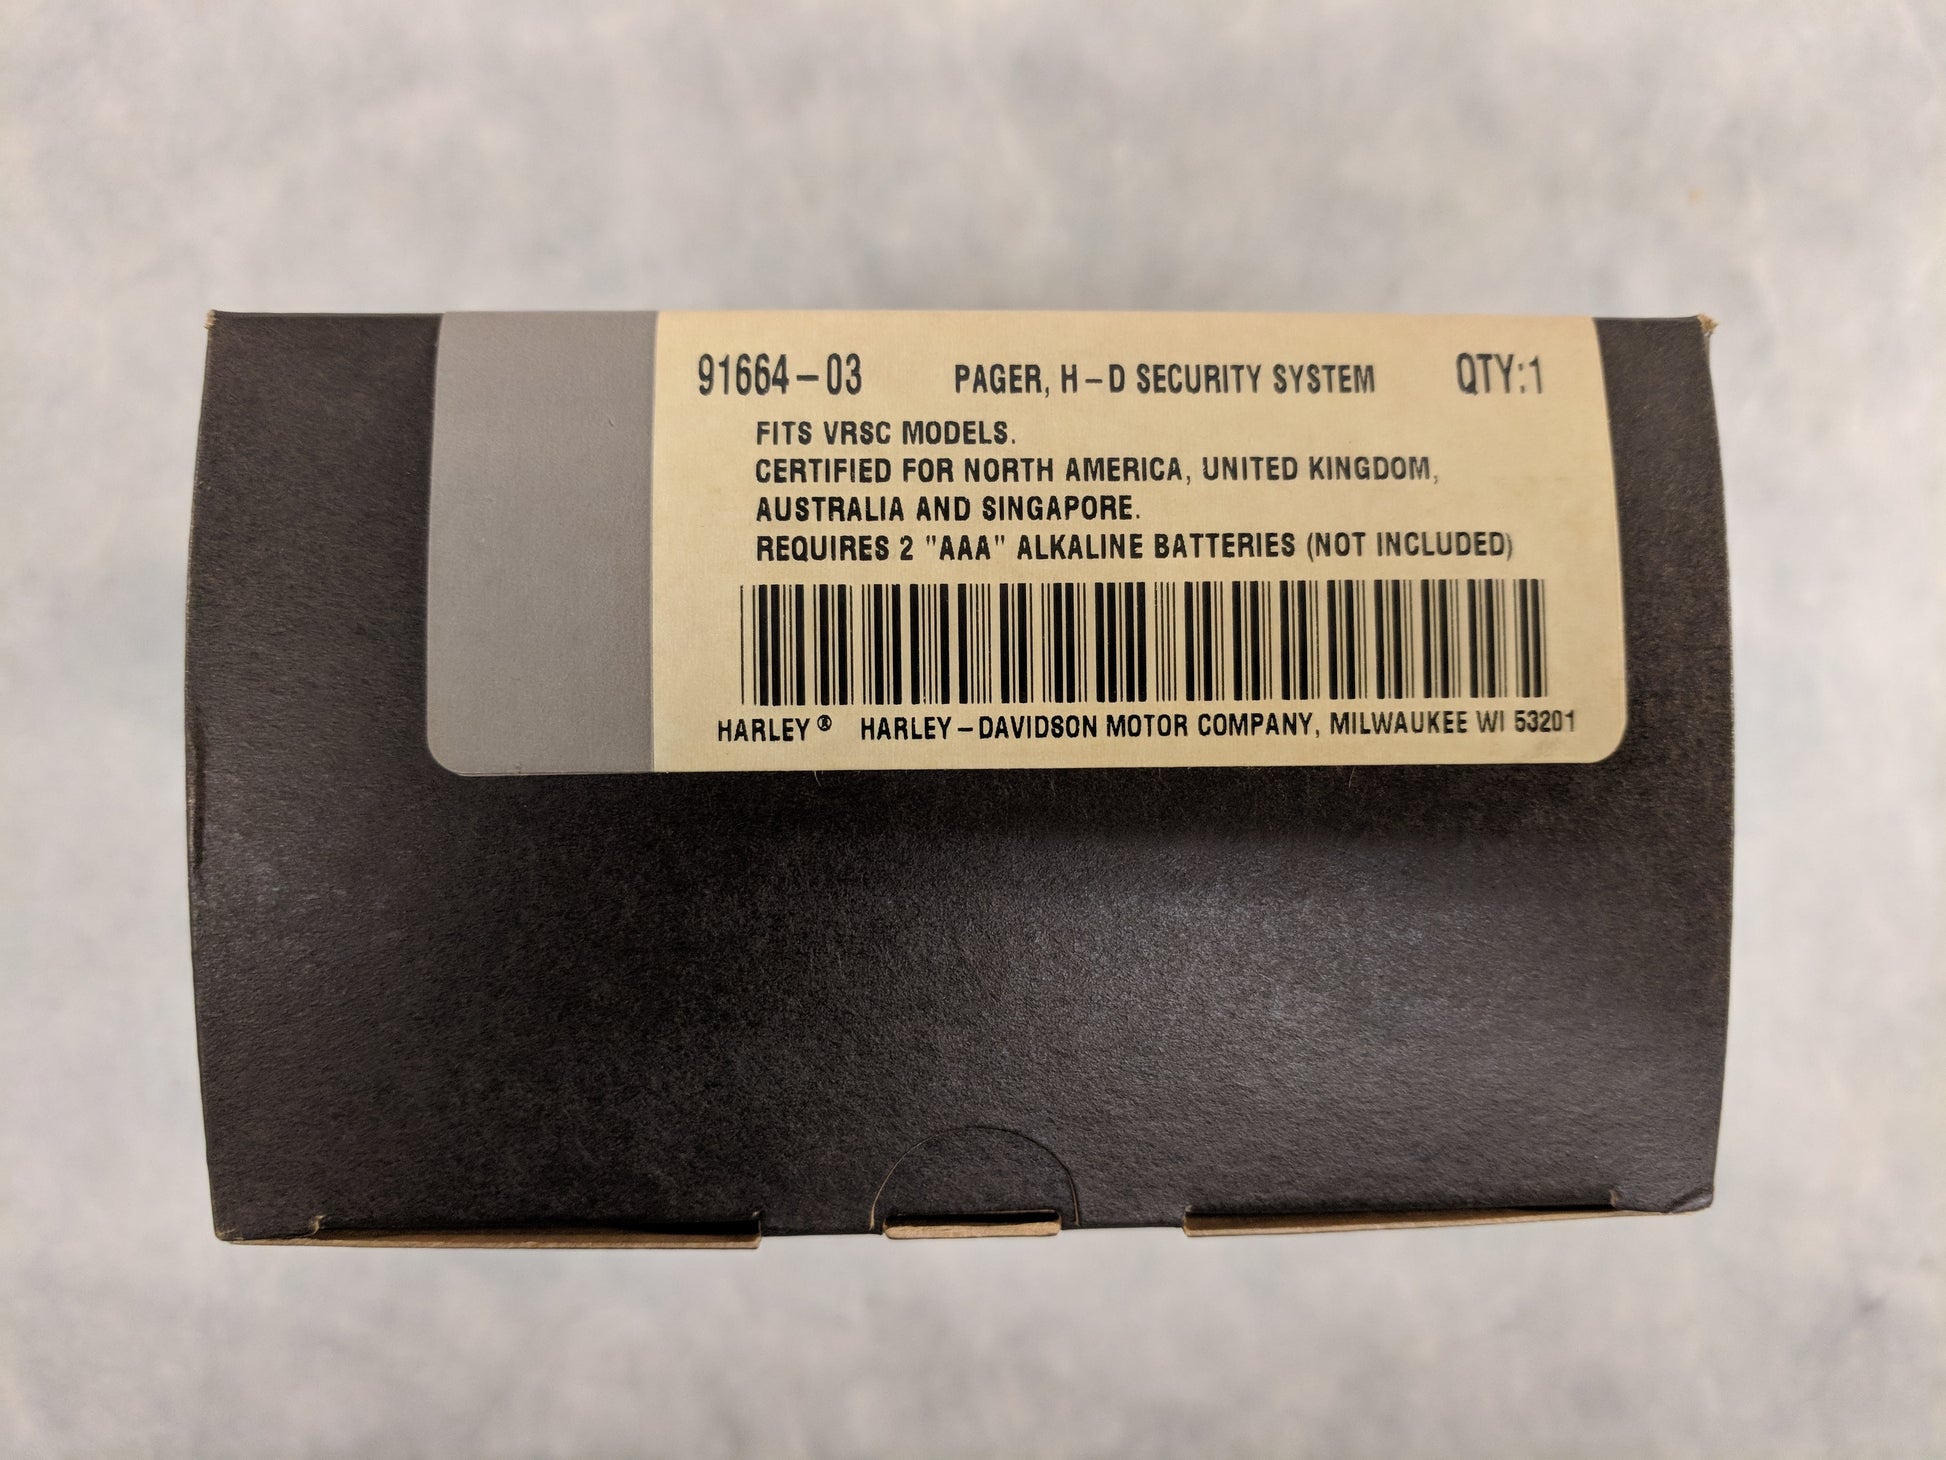 91664-03 PAGER, H-D SECURITY SYSTEM QTY:1
FITS VRSC MODELS.
CERTIFIED FOR NORTH AMERICA, UNITED KINGDOM,
AUSTRALIA AND SINGAPORE.
REQUIRES 2 "AAA" ALKALINE BATTERIES (NOT INCLUDED)
HARLEY® HARLEY-DAVIDSON MOTOR COMPANY, MILWAUKEE WI 53201